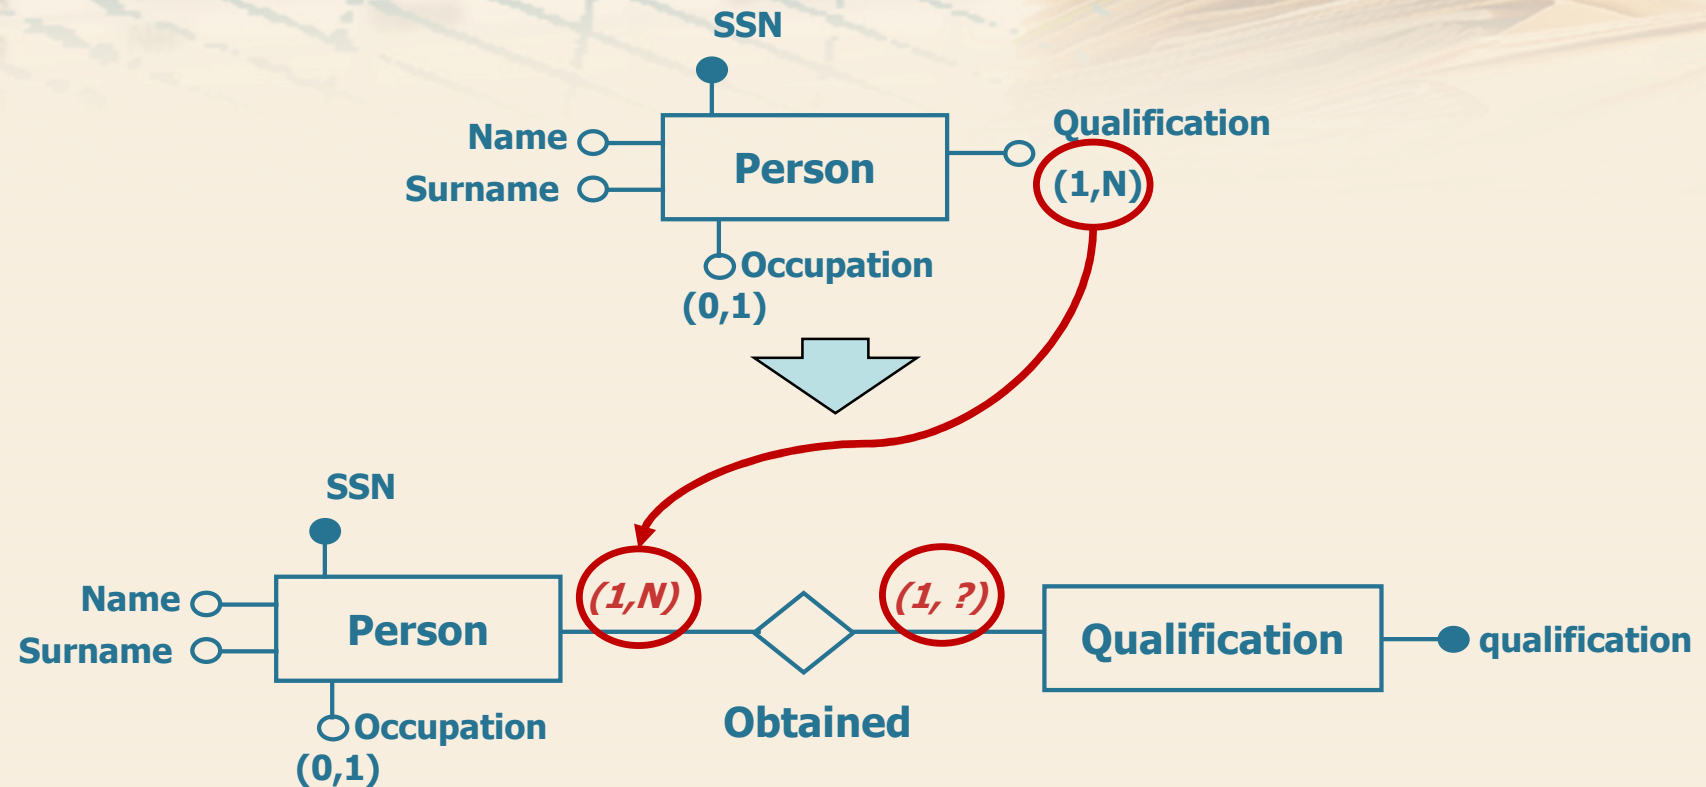 SSN
Name
Qualification
Person
(1,N)
Surname
Occupation
(0,1)
SSN
Name
(1,N)
(1, ?)
Person
Qualification
qualification
Surname
Obtained
Occupation
(0,1)